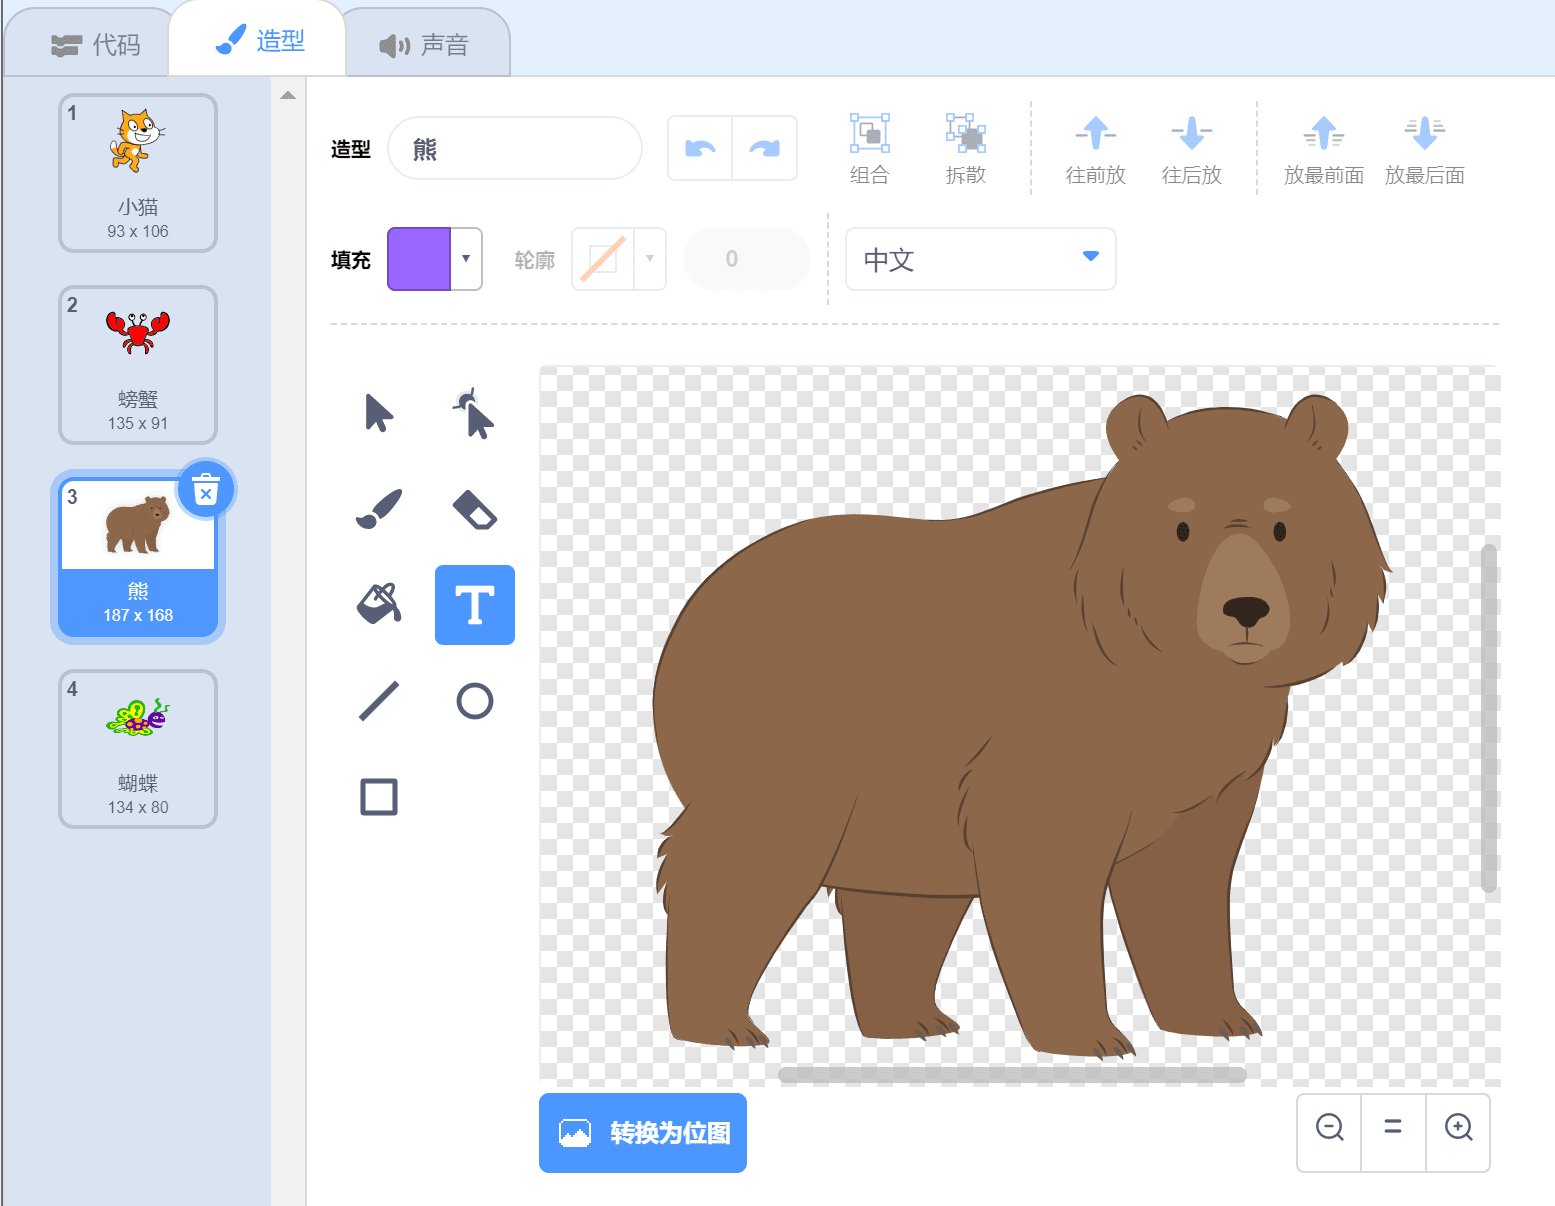 代码
造型
声音
1
小猫
93 x 106
2
螃蟹
135 x 91
3
熊
187 x 168
4
蝴蝶
134 x 80
造型
熊
组合
拆散
往前放
往后放
放最前面
放最后面
填充
轮廓
0
中文
T
转换为位图